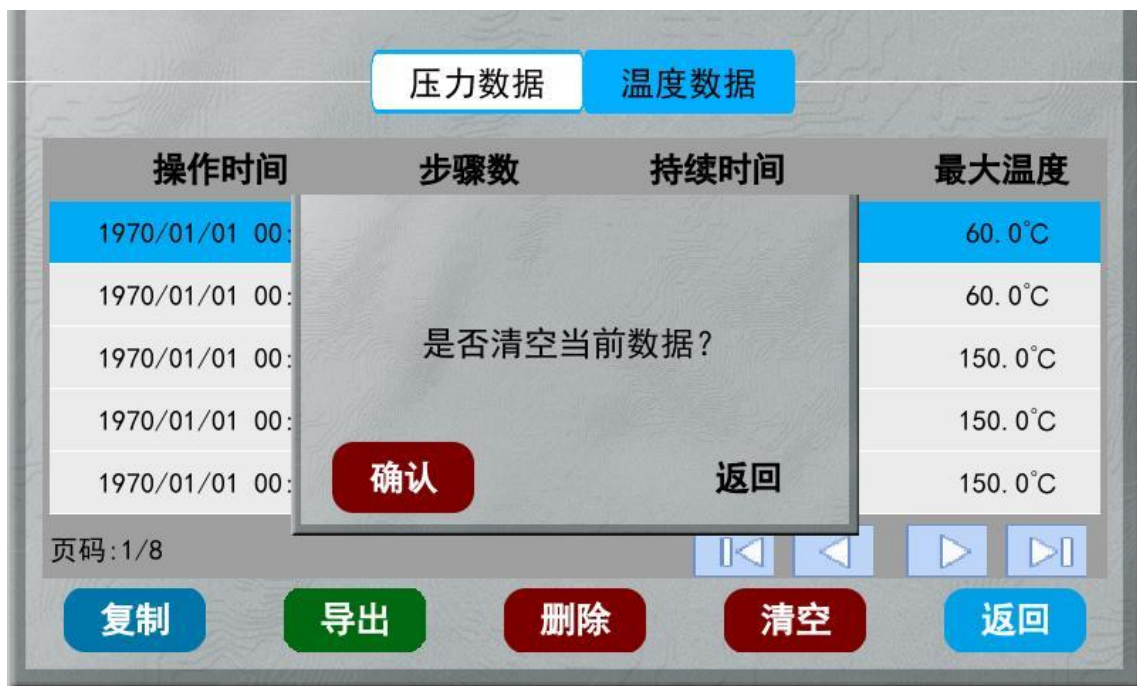 压力数据 温度数据
操作时间 步骤数 持续时间 最大温度
1970/01/01 00: 60.0℃
1970/01/01 00: 60.0℃
是否清空当前数据?
1970/01/01 00: 150.0℃
1970/01/01 00: 150.0℃
1970/01/01 00: 150.0℃
确认 返回
页码:1/8
复制 导出 删除 清空 返回